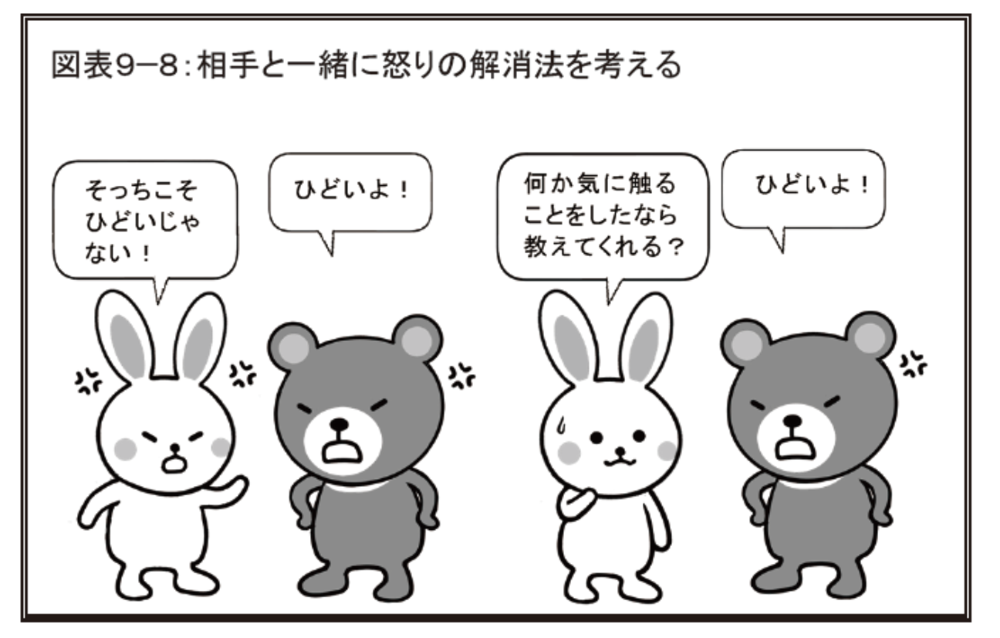 図表９−８：相手と一緒に怒りの解消法を考える
そっちこそ
ひどいじゃ
ない！
ひどいよ！
何か気に触る
ことをしたなら
教えてくれる？
ひどいよ！